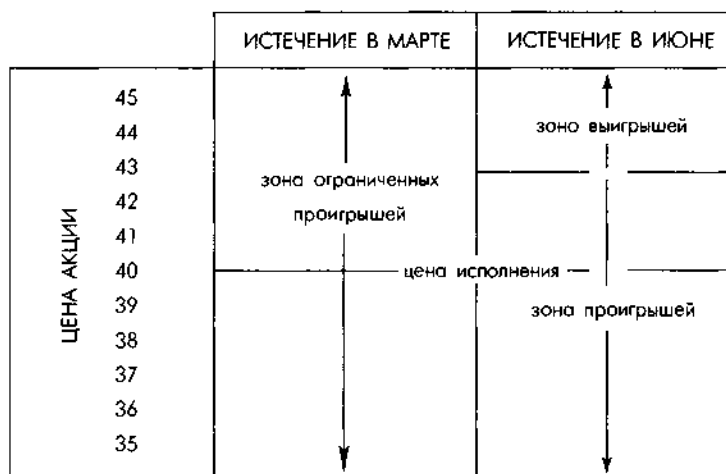 ИСТЕЧЕНИЕ В МАРТЕ
ИСТЕЧЕНИЕ В ИЮНЕ
ЦЕНА АКЦИИ
45
44
43
42
41
40
39
38
37
36
35
зона ограниченных
проигрышей
зоно выигрышей
цена исполнения
зона проигрышей